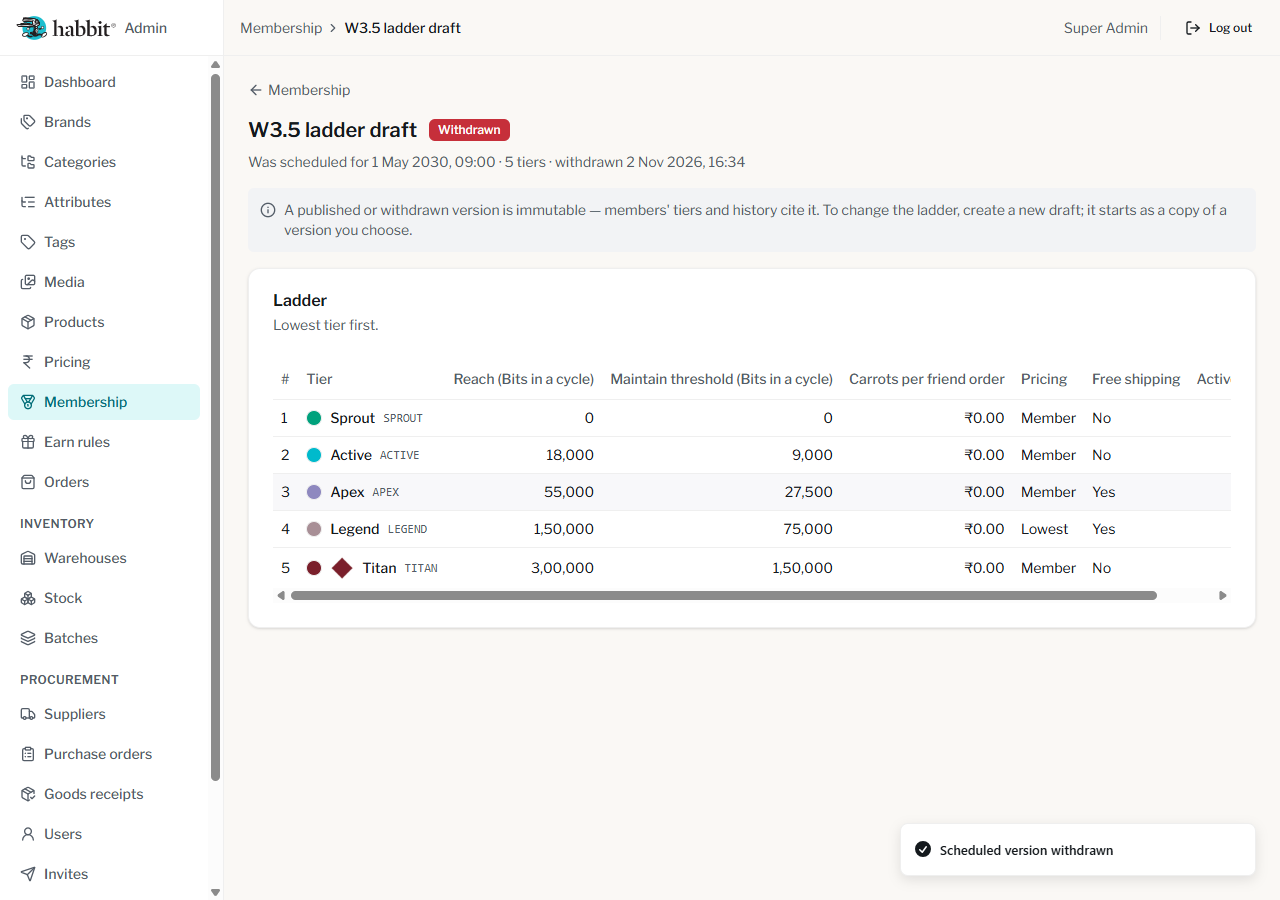 habbit® Admin
Membership > W3.5 ladder draft
Super Admin
Log out
Dashboard
Brands
Categories
Attributes
Tags
Media
Products
Pricing
Membership
Earn rules
Orders
INVENTORY
Warehouses
Stock
Batches
PROCUREMENT
Suppliers
Purchase orders
Goods receipts
Users
Invites
← Membership
W3.5 ladder draft Withdrawn
Was scheduled for 1 May 2030, 09:00 · 5 tiers · withdrawn 2 Nov 2026, 16:34
A published or withdrawn version is immutable — members' tiers and history cite it. To change the ladder, create a new draft; it starts as a copy of a
version you choose.
Ladder
Lowest tier first.
# Tier Reach (Bits in a cycle) Maintain threshold (Bits in a cycle) Carrots per friend order Pricing Free shipping Activ
1 Sprout SPROUT 0 0 ₹0.00 Member No
2 Active ACTIVE 18,000 9,000 ₹0.00 Member No
3 Apex APEX 55,000 27,500 ₹0.00 Member Yes
4 Legend LEGEND 1,50,000 75,000 ₹0.00 Lowest Yes
5 Titan TITAN 3,00,000 1,50,000 ₹0.00 Member No
Scheduled version withdrawn